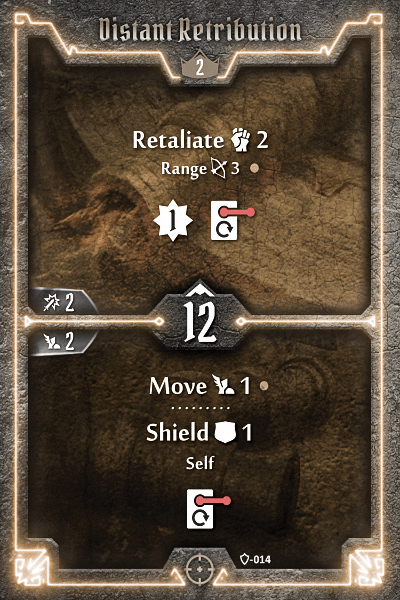 Distant Retribution
2
Retaliate 2
Range 3
1
2
12
2
Move 1
Shield 1
Self
-014